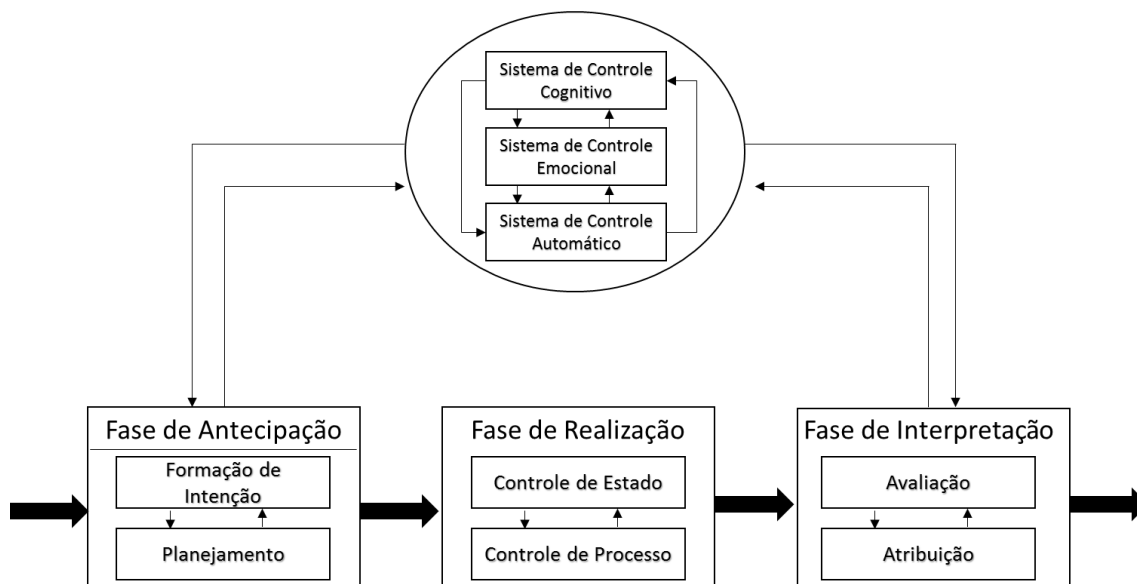 Sistema de Controle
Cognitivo
Sistema de Controle
Emocional
Sistema de Controle
Automático
Fase de Antecipação
Formação de
Intenção
Planejamento
Fase de Realização
Controle de Estado
Controle de Processo
Fase de Interpretação
Avaliação
Atribuição